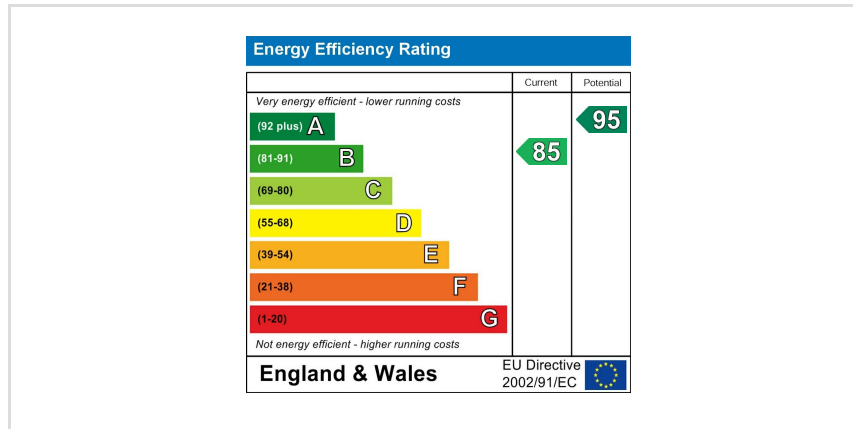 Energy Efficiency Rating
Current Potential
Very energy efficient - lower running costs
(92 plus) A
95
(81-91) B
85
(69-80) C
(55-68) D
(39-54) E
(21-38) F
(1-20) G
Not energy efficient - higher running costs
England & Wales
EU Directive
2002/91/EC